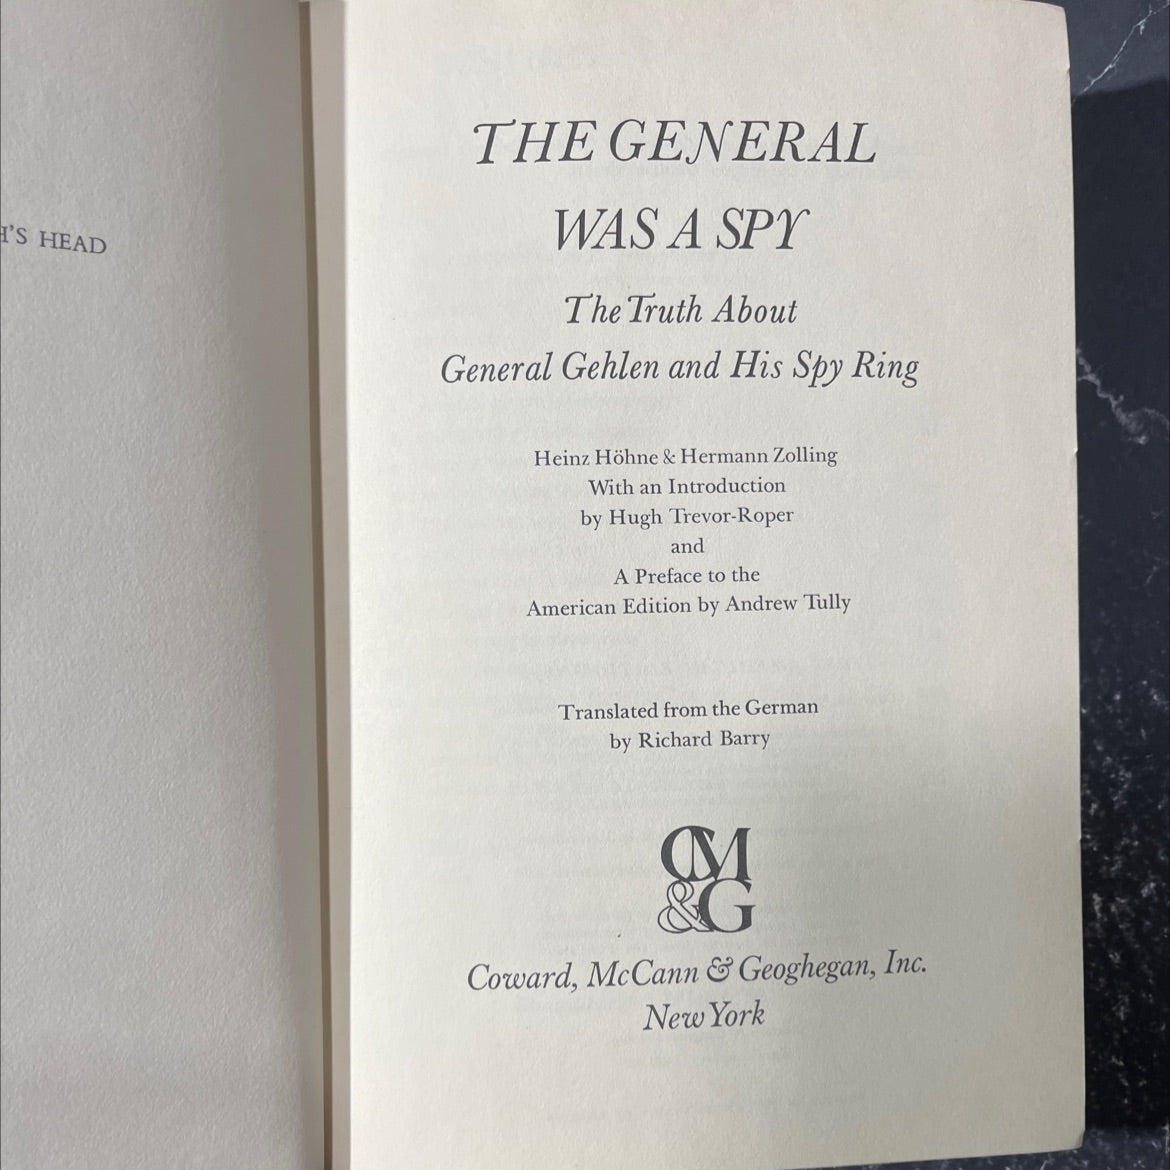 HEAD
THE GENERAL
WAS A SPY
The Truth About
General Gehlen and His Spy Ring
Heinz Höhne & Hermann Zolling
With an Introduction
by Hugh Trevor-Roper
and
A Preface to the
American Edition by Andrew Tully
Translated from the German
by Richard Barry
CM
&G
Coward, McCann & Geoghegan, Inc.
New York